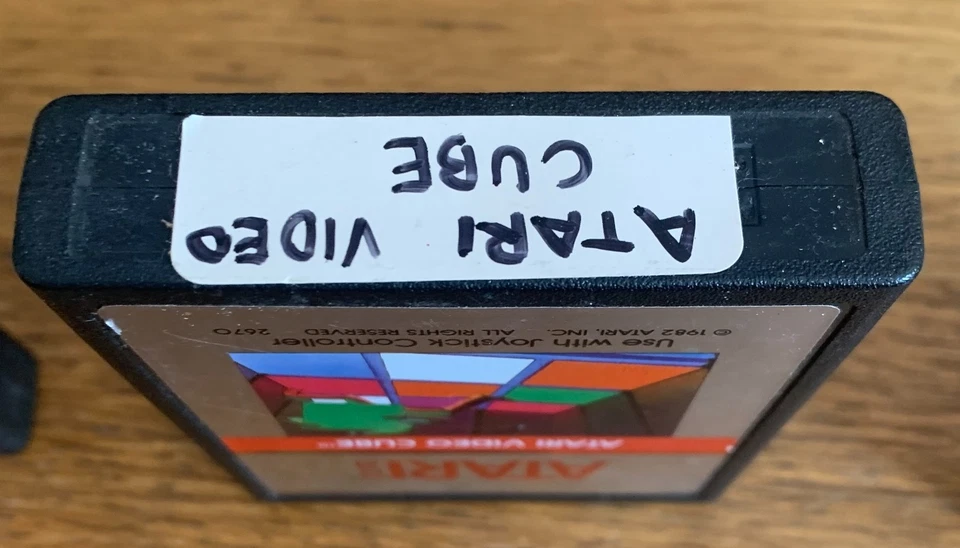 ATARI VIDEO
CUBE
© 1982 ATARI, INC. ALL RIGHTS RESERVED 2670
Use with Joystick Controller
ATARI VIDEO CUBE™
ATARI